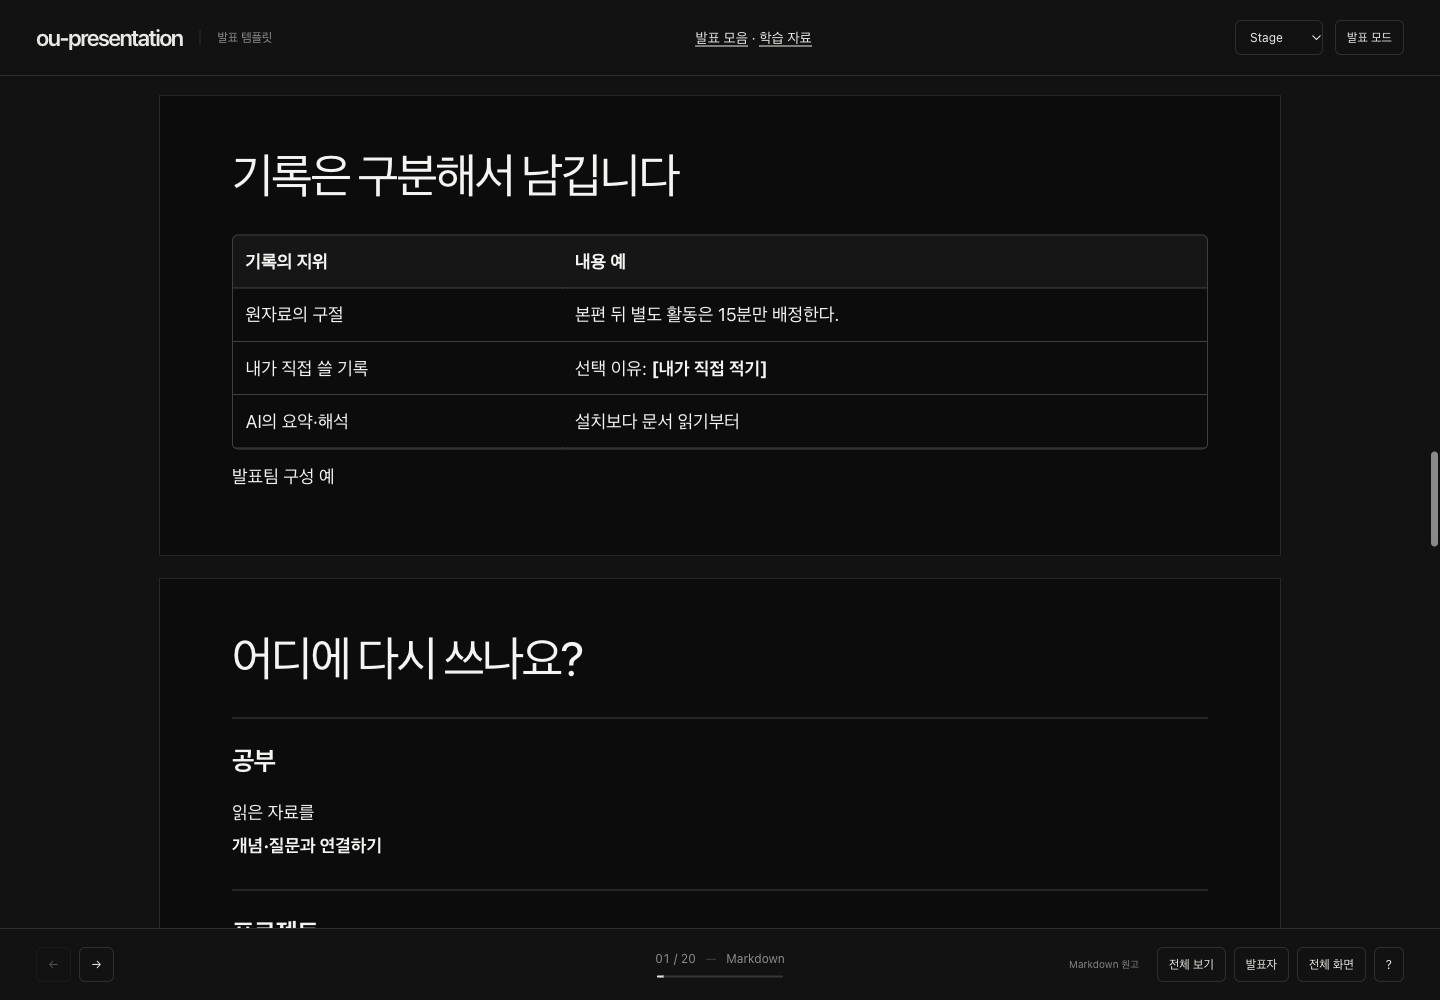 ou-presentation
발표 템플릿
발표 모음 · 학습 자료
Stage
발표 모드
기록은 구분해서 남깁니다
기록의 지위 내용 예
원자료의 구절 본편 뒤 별도 활동은 15분만 배정한다.
내가 직접 쓸 기록 선택 이유: [내가 직접 적기]
AI의 요약·해석 설치보다 문서 읽기부터
발표팀 구성 예
어디에 다시 쓰나요?
공부
읽은 자료를
개념·질문과 연결하기
프로젝트
← →
01 / 20 — Markdown
Markdown 원고
전체 보기
발표자
전체 화면
?